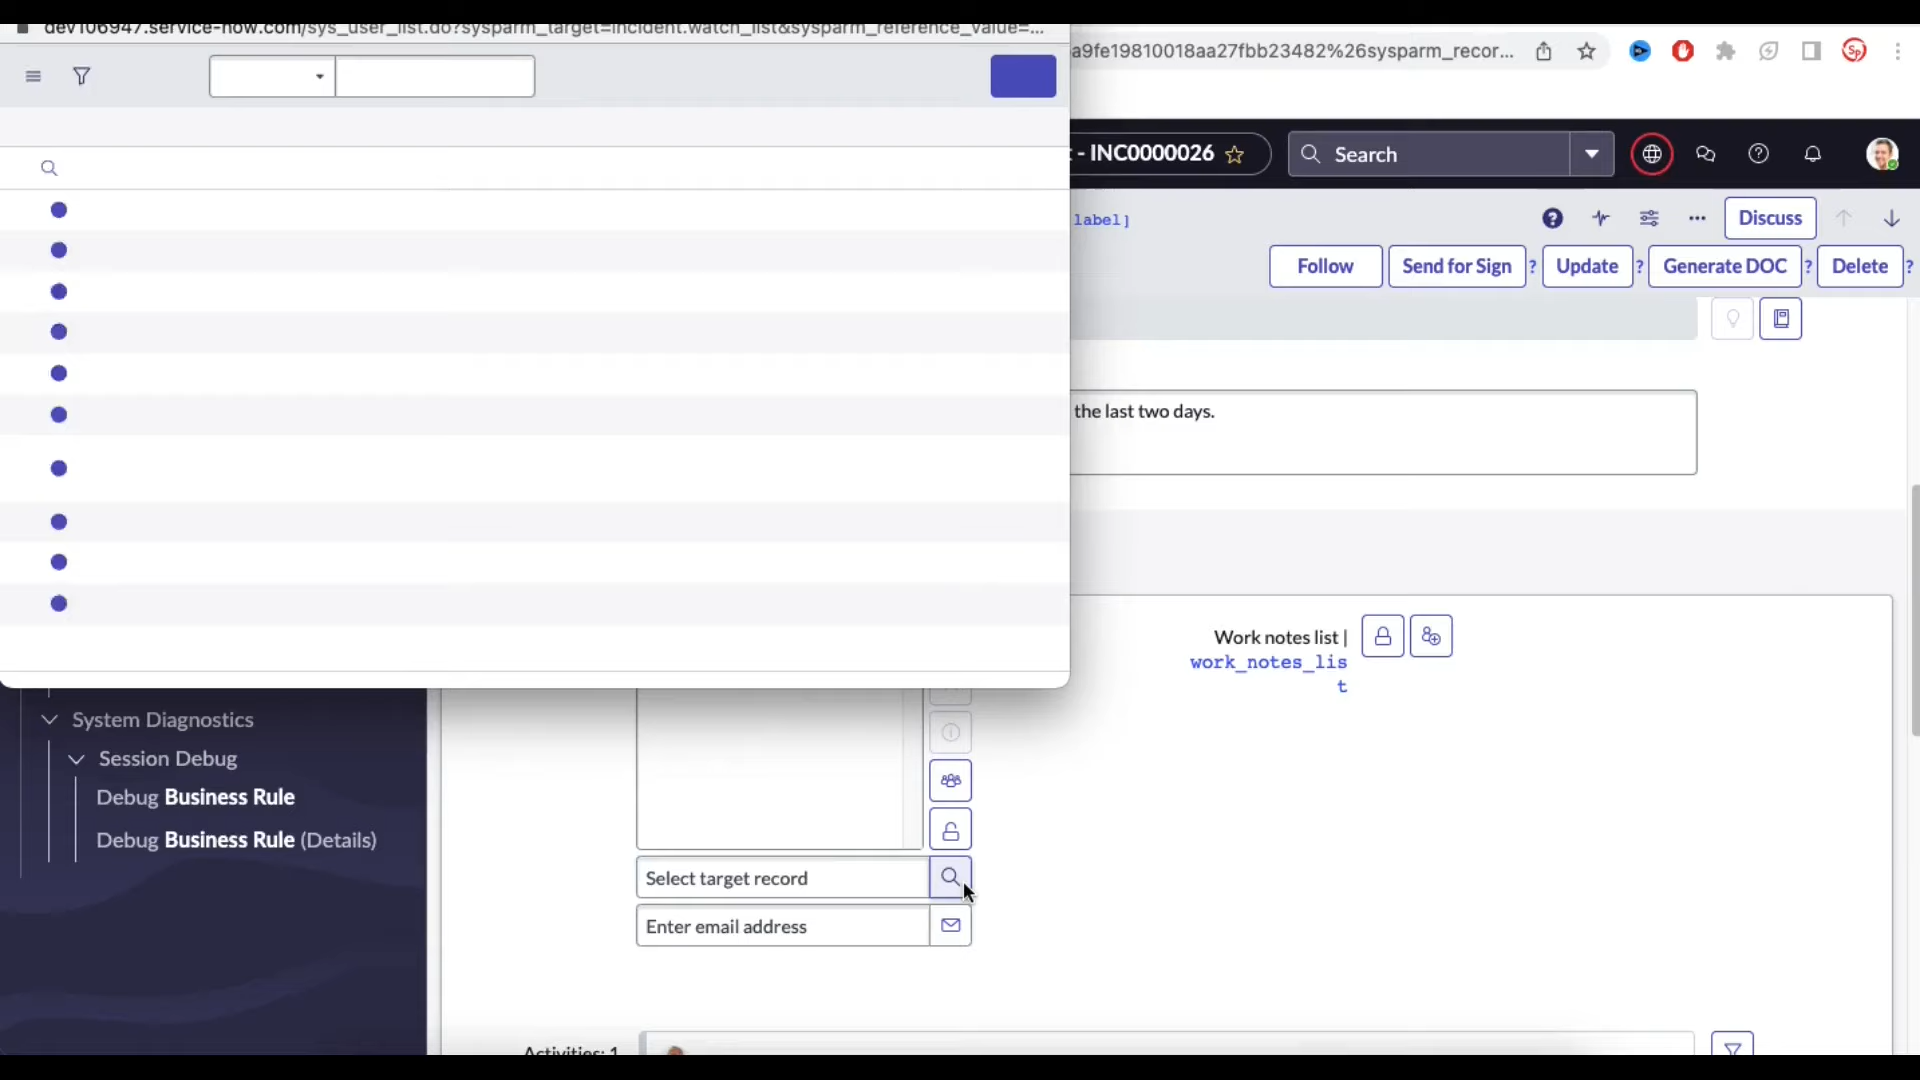 dev106947.service-now.com/sys_user_list.do?sysparm_target=incident.watch_list&sysparm_reference_value=...
a9fe19810018aa27fbb23482%26sysparm_recor...
- INC0000026
Search
label]
Discuss
Follow
Send for Sign
?
Update
?
Generate DOC
?
Delete
?
the last two days.
Work notes list |
work_notes_lis
t
System Diagnostics
Session Debug
Debug Business Rule
Debug Business Rule (Details)
Select target record
Enter email address
Activities: 1